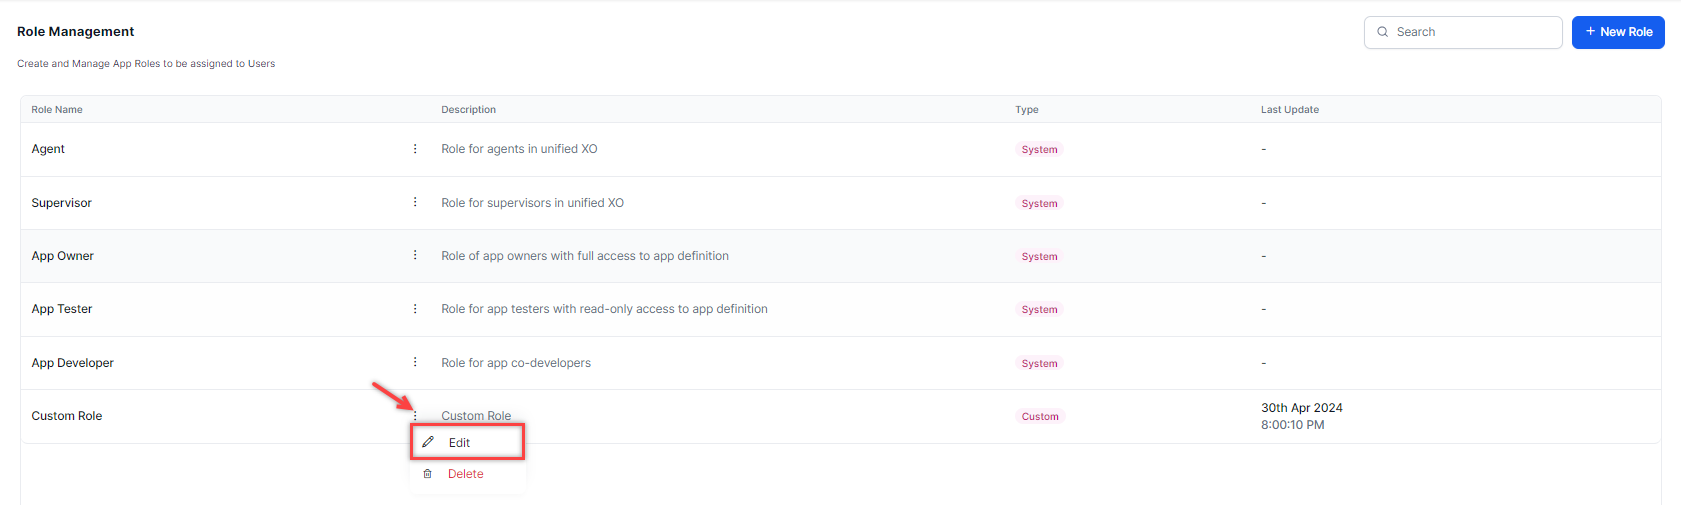 Role Management
Search
+ New Role
Create and Manage App Roles to be assigned to Users
Role Name Description Type Last Update
Agent Role for agents in unified XO System -
Supervisor Role for supervisors in unified XO System -
App Owner Role of app owners with full access to app definition System -
App Tester Role for app testers with read-only access to app definition System -
App Developer Role for app co-developers System -
Custom Role Custom Role Custom 30th Apr 2024
8:00:10 PM
Edit
Delete